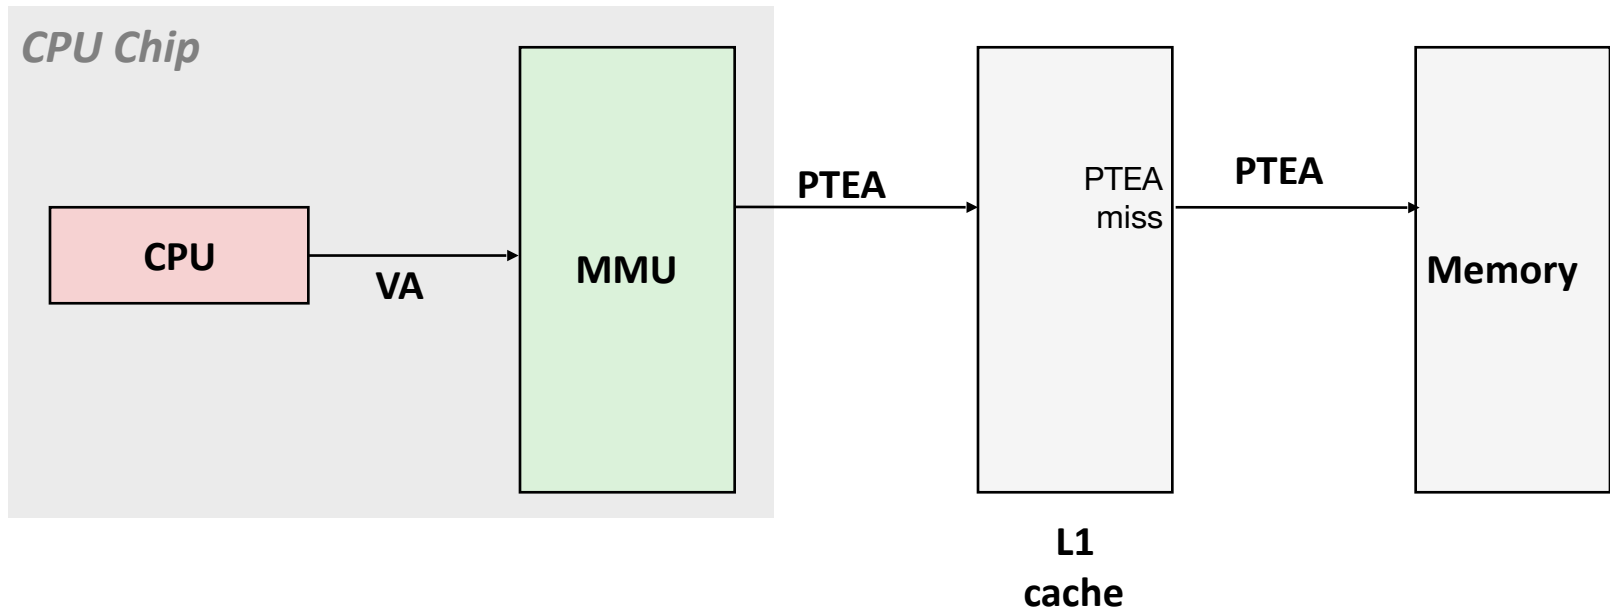 CPU Chip
CPU
VA
MMU
PTEA
PTEA
miss
PTEA
Memory
L1
cache